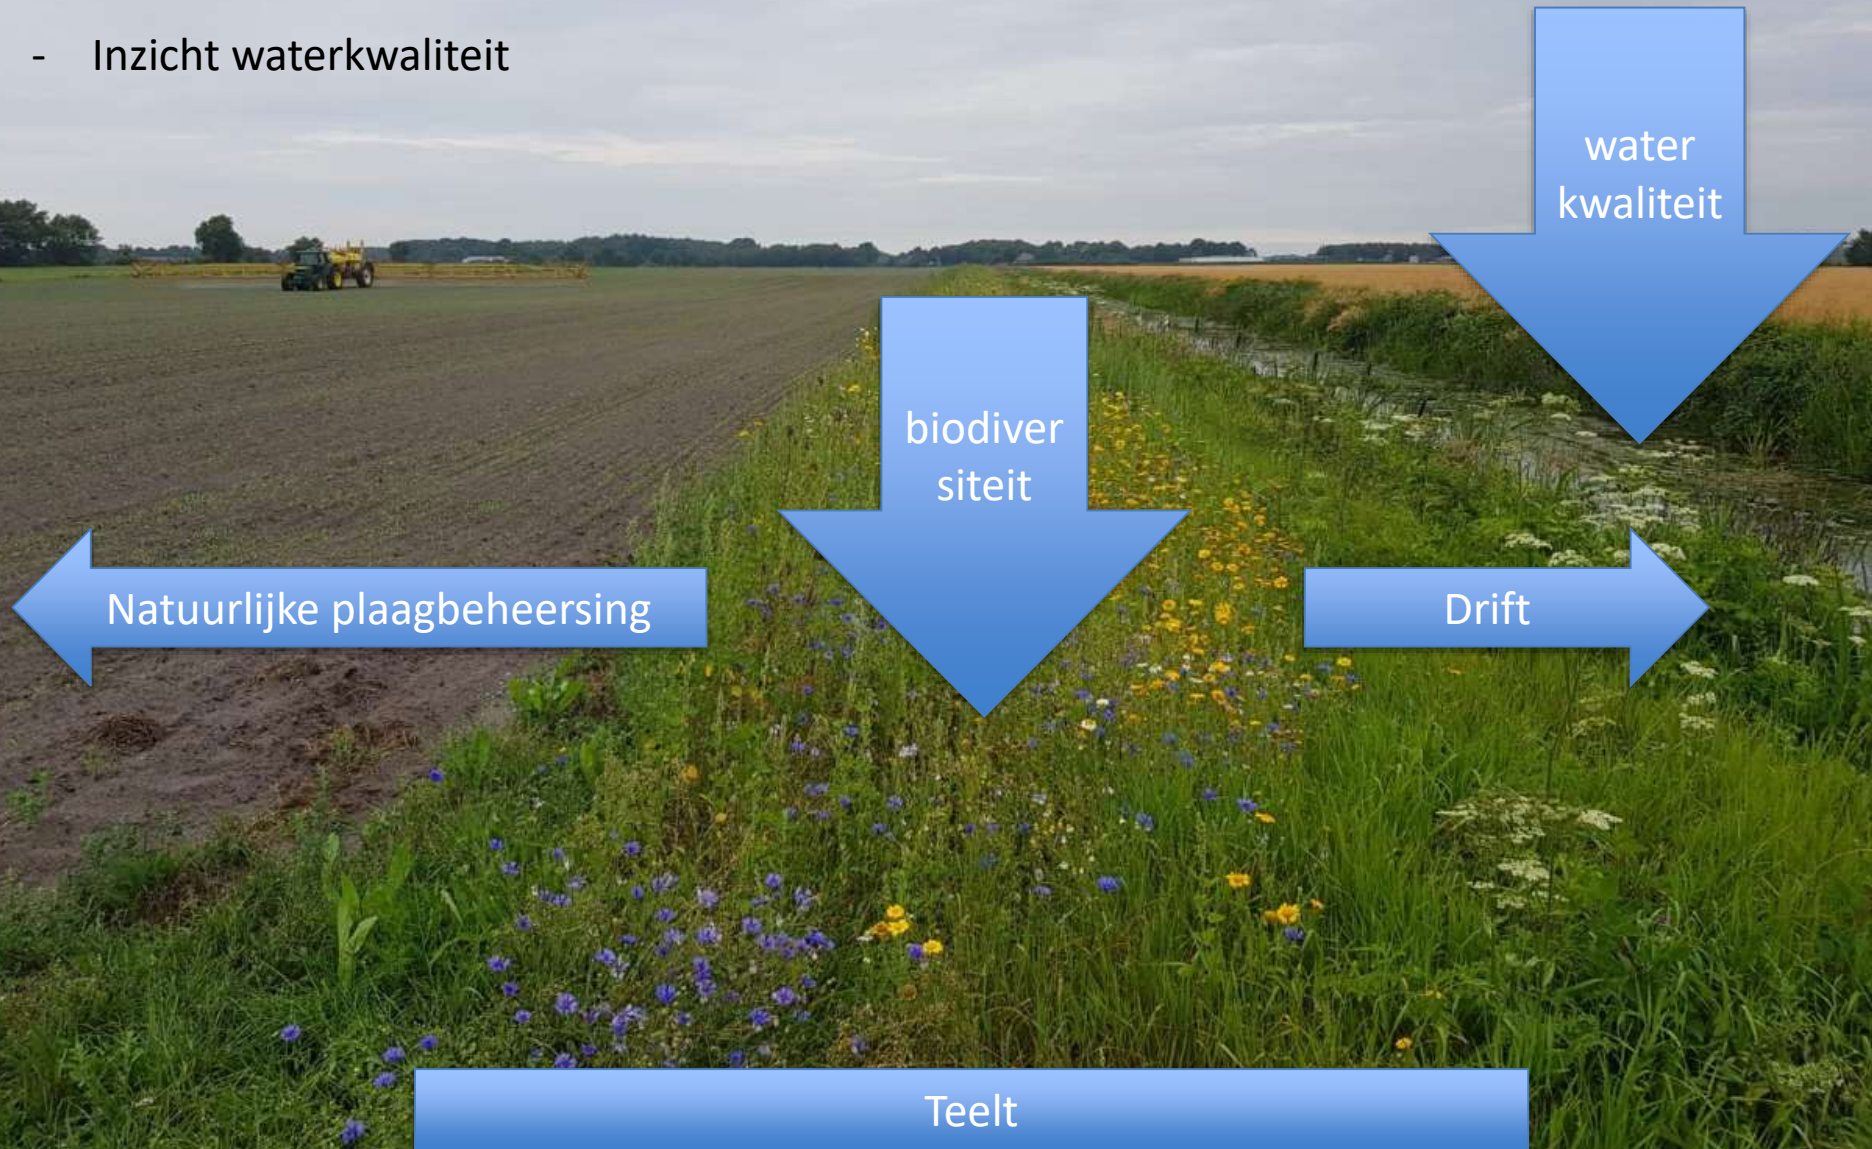 - Inzicht waterkwaliteit
water
kwaliteit
biodiver
siteit
Natuurlijke plaagbeheersing
Drift
Teelt